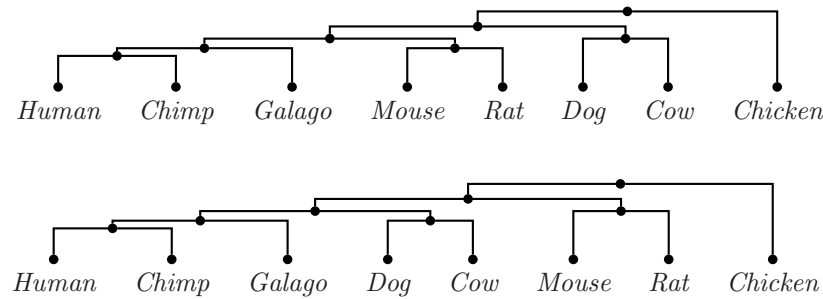 Human Chimp Galago Mouse Rat Dog Cow Chicken
Human Chimp Galago Dog Cow Mouse Rat Chicken